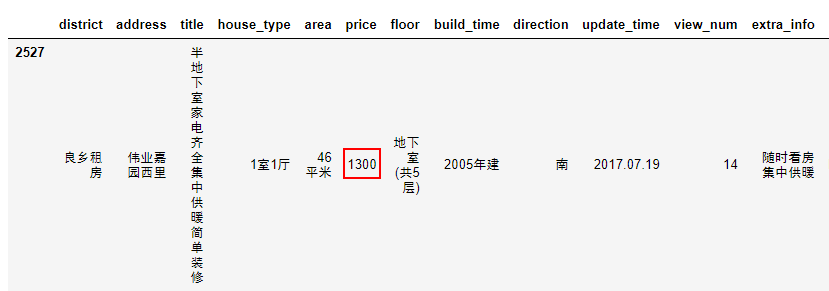 district address title house_type area price floor build_time direction update_time view_num extra_info
2527
良乡租
房
伟业嘉
园西里
半
地
下
室
家
电
齐
全
集
中
供
暖
简
单
装
修
1室1厅
46
平米
1300
地下
室
(共5
层)
2005年建
南
2017.07.19
14
随时看房
集中供暖